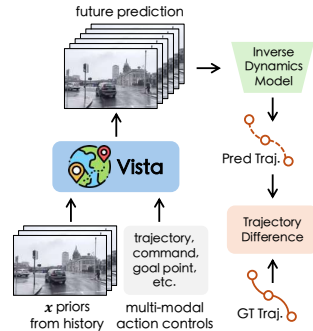 future prediction
Inverse
Dynamics
Model
Vista
Pred Traj.
trajectory,
command,
goal point,
etc.
Trajectory
Difference
x priors
from history
multi-modal
action controls
GT Traj.